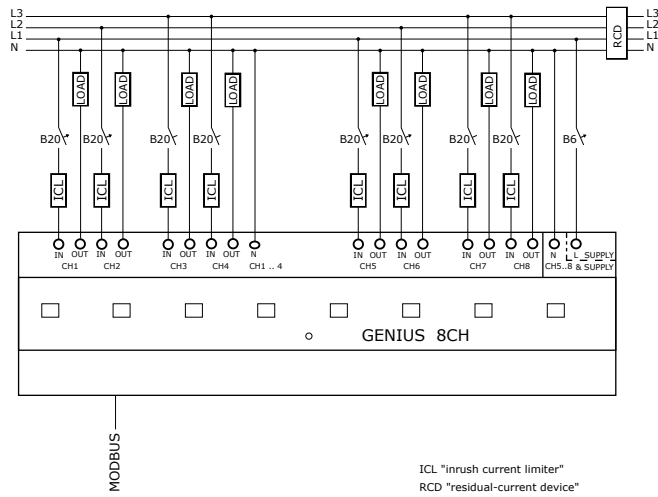 L3 L3
L2 L2
L1 L1
N N
RCD
LOAD LOAD LOAD LOAD LOAD LOAD LOAD LOAD
B20 B20 B20 B20 B20 B20 B20 B20 B6
ICL ICL ICL ICL ICL ICL ICL ICL
IN OUT IN OUT IN OUT IN OUT N IN OUT IN OUT IN OUT IN OUT N L SUPPLY
CH1 CH2 CH3 CH4 CH1 .. 4 CH5 CH6 CH7 CH8 CH5..8 & SUPPLY
GENIUS 8CH
MODBUS
ICL "inrush current limiter"
RCD "residual-current device"